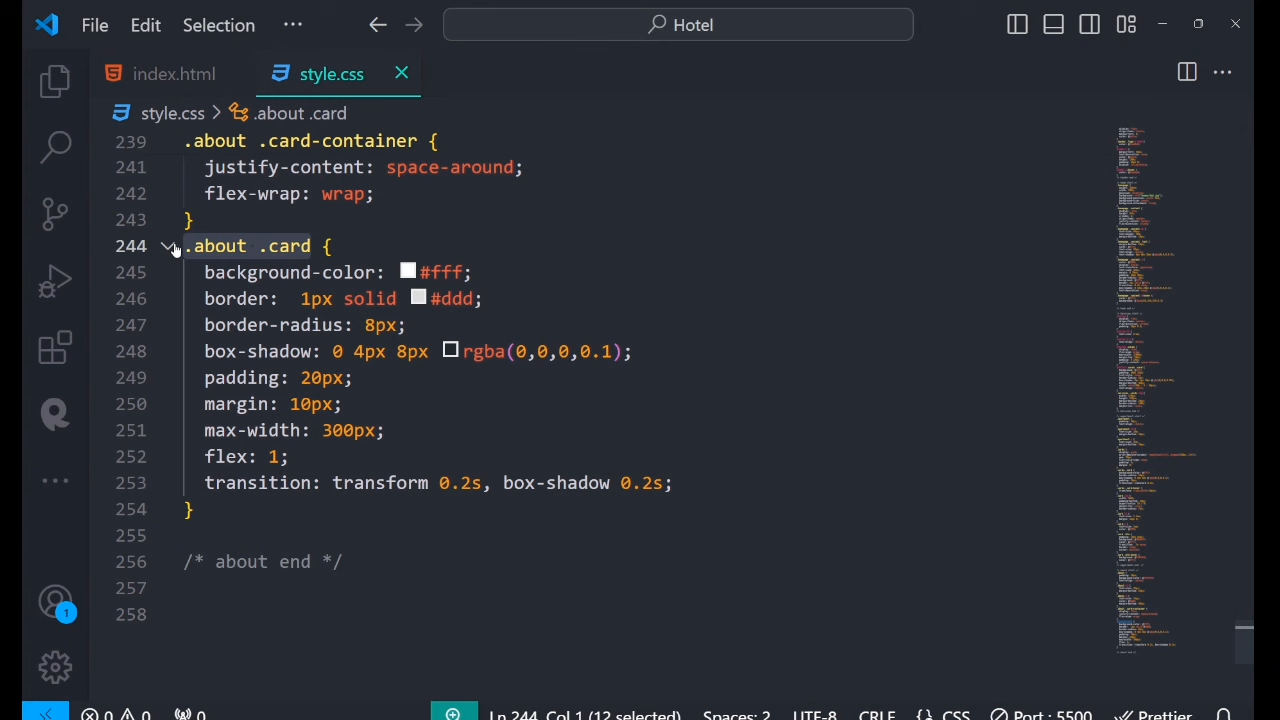 File Edit Selection ··· Hotel
index.html style.css
style.css > .about .card
239 .about .card-container {
241 justify-content: space-around;
242 flex-wrap: wrap;
243 }
244 .about .card {
245 background-color: #fff;
246 border: 1px solid #ddd;
247 border-radius: 8px;
248 box-shadow: 0 4px 8px rgba(0,0,0,0.1);
249 padding: 20px;
250 margin: 10px;
251 max-width: 300px;
252 flex: 1;
253 transition: transform 0.2s, box-shadow 0.2s;
254 }
255
256 /* about end */
257
258
1
0 0 0 Ln 244, Col 1 (12 selected) Spaces: 2 UTF-8 CRLF {} CSS Port : 5500 Prettier